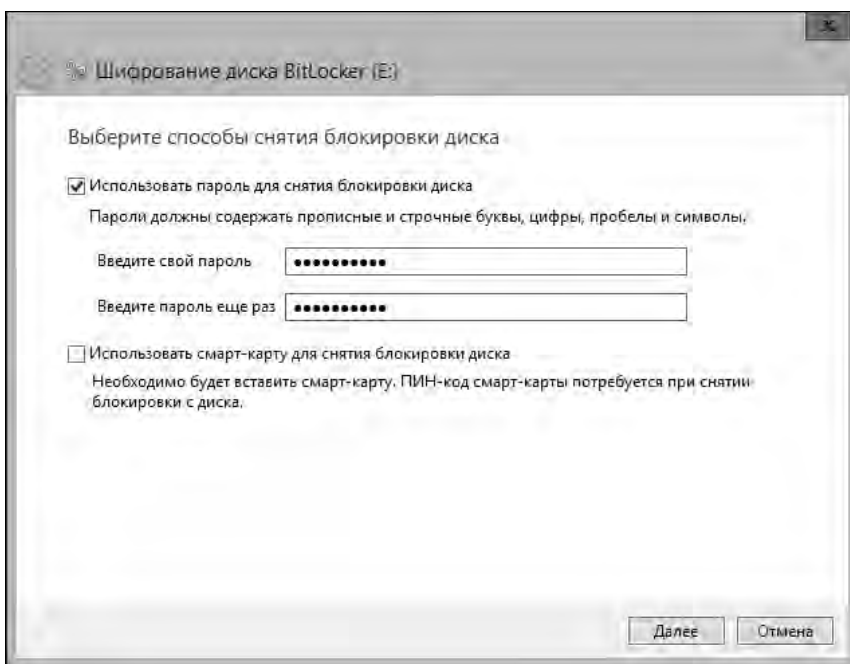 Шифрование диска BitLocker (E:)
Выберите способы снятия блокировки диска
Использовать пароль для снятия блокировки диска
Пароли должны содержать прописные и строчные буквы, цифры, пробелы и символы.
Введите свой пароль ••••••••••
Введите пароль еще раз ••••••••••
Использовать смарт-карту для снятия блокировки диска
Необходимо будет вставить смарт-карту. ПИН-код смарт-карты потребуется при снятии
блокировки с диска.
Далее Отмена